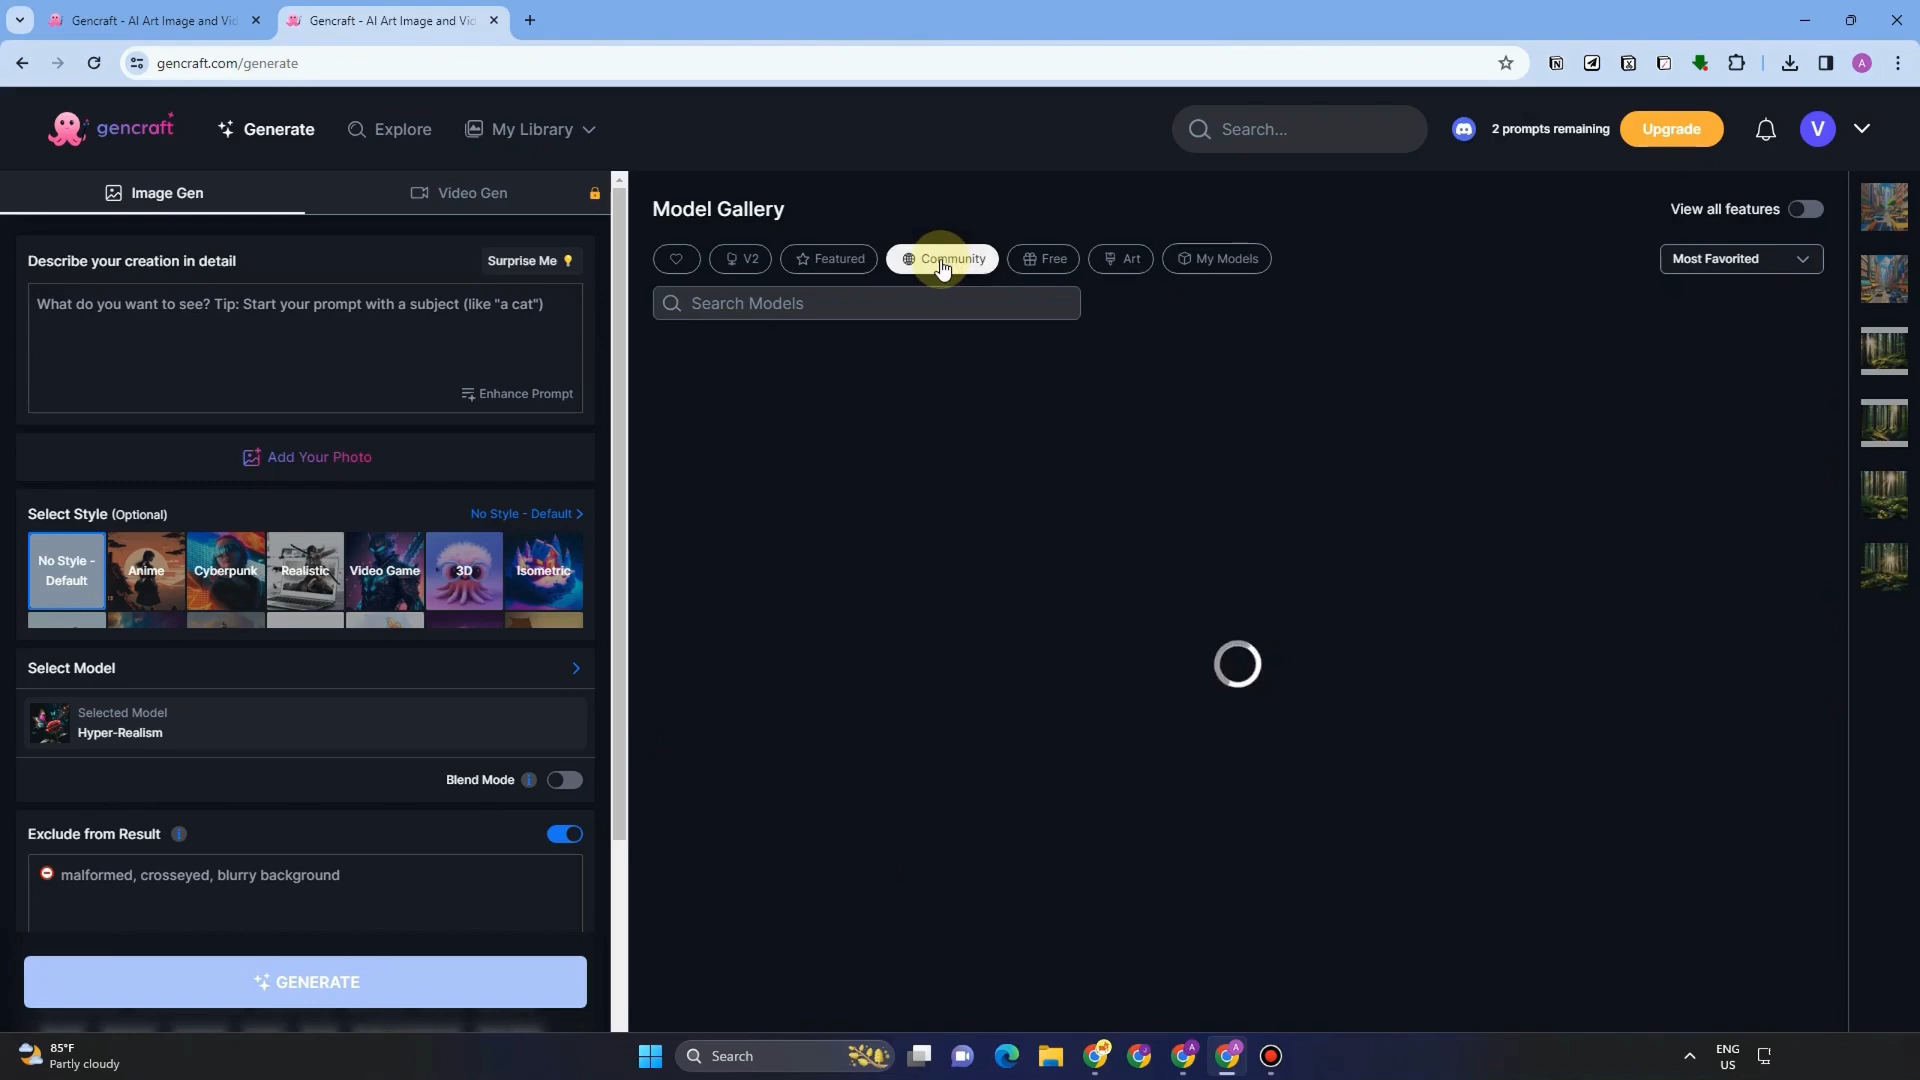 Gencraft - AI Art Image and Vid
Gencraft - AI Art Image and Vid
gencraft.com/generate
A
gencraft
Generate
Explore
My Library
Search...
2 prompts remaining
Upgrade
V
Image Gen
Video Gen
Model Gallery
View all features
V2
Featured
Community
Free
Art
My Models
Most Favorited
Search Models
Describe your creation in detail
Surprise Me
What do you want to see? Tip: Start your prompt with a subject (like "a cat")
Enhance Prompt
Add Your Photo
Select Style (Optional)
No Style - Default
No Style -
Default
Anime
Cyberpunk
Realistic
Video Game
3D
Isometric
Select Model
Selected Model
Hyper-Realism
Blend Mode
Exclude from Result
malformed, crosseyed, blurry background
GENERATE
85°F
Partly cloudy
Search
ENG
US